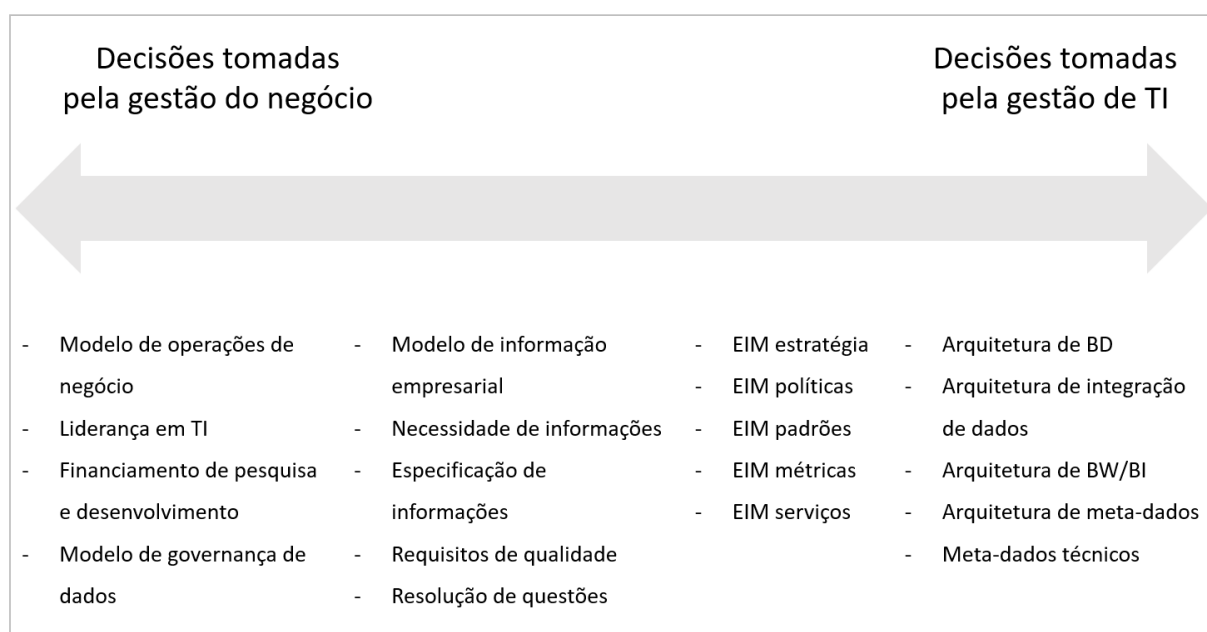 Decisões tomadas
pela gestão do negócio
Decisões tomadas
pela gestão de TI
- Modelo de operações de
negócio
- Liderança em TI
- Financiamento de pesquisa
e desenvolvimento
- Modelo de governança de
dados
- Modelo de informação
empresarial
- Necessidade de informações
- Especificação de
informações
- Requisitos de qualidade
- Resolução de questões
- EIM estratégia
- EIM políticas
- EIM padrões
- EIM métricas
- EIM serviços
- Arquitetura de BD
- Arquitetura de integração
de dados
- Arquitetura de BW/BI
- Arquitetura de meta-dados
- Meta-dados técnicos